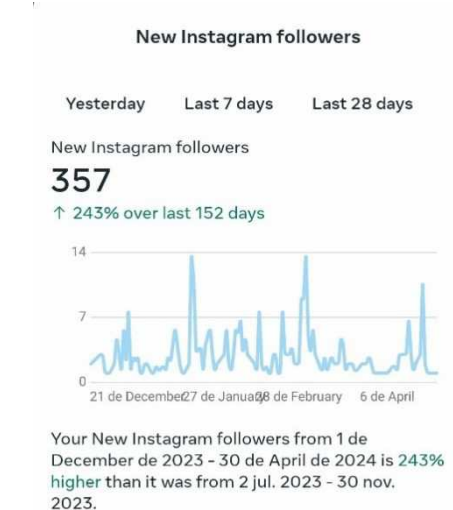 New Instagram followers
Yesterday Last 7 days Last 28 days
New Instagram followers
357
↑ 243% over last 152 days
14
7
0
21 de December 27 de January 28 de February 6 de April
Your New Instagram followers from 1 de
December de 2023 - 30 de April de 2024 is 243%
higher than it was from 2 jul. 2023 - 30 nov.
2023.